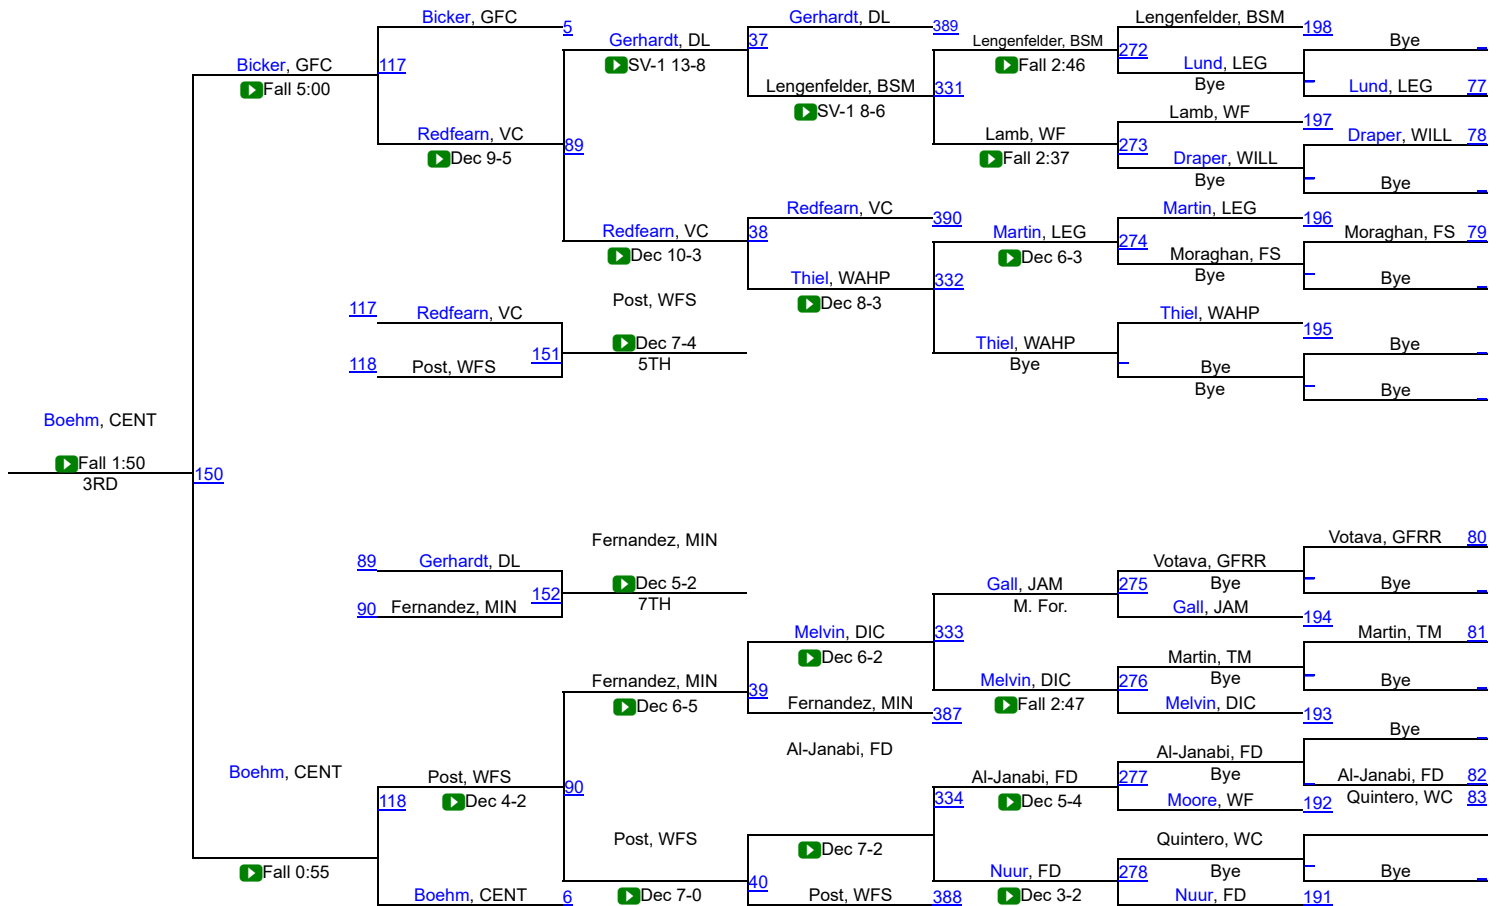 Bicker, GFC
5
Gerhardt, DL
389
Lengenfelder, BSM
198
Gerhardt, DL
37
Lengenfelder, BSM
272
Bye
Bicker, GFC
117
SV-1 13-8
Fall 2:46
Lund, LEG
Fall 5:00
Lengenfelder, BSM
331
Bye
Lund, LEG
77
SV-1 8-6
Lamb, WF
197
Redfearn, VC
89
Lamb, WF
273
Draper, WILL
78
Dec 9-5
Fall 2:37
Draper, WILL
Bye
Bye
Redfearn, VC
390
Martin, LEG
196
Redfearn, VC
38
Martin, LEG
274
Moraghan, FS
79
Dec 10-3
Dec 6-3
Moraghan, FS
Thiel, WAHP
332
Bye
Bye
Post, WFS
Dec 8-3
117
Redfearn, VC
Thiel, WAHP
195
Dec 7-4
Thiel, WAHP
Bye
118
Post, WFS
151
5TH
Bye
Bye
Bye
Bye
Boehm, CENT
Fall 1:50
150
3RD
Fernandez, MIN
Votava, GFRR
80
89
Gerhardt, DL
Votava, GFRR
Dec 5-2
Gall, JAM
275
Bye
Bye
90
Fernandez, MIN
152
7TH
M. For.
Gall, JAM
194
Melvin, DIC
333
Martin, TM
81
Dec 6-2
Martin, TM
Fernandez, MIN
39
Melvin, DIC
276
Bye
Bye
Dec 6-5
Fernandez, MIN
387
Fall 2:47
Melvin, DIC
193
Bye
Al-Janabi, FD
Al-Janabi, FD
Boehm, CENT
Post, WFS
90
Al-Janabi, FD
277
Bye
Al-Janabi, FD
82
118
Dec 4-2
334
Dec 5-4
Moore, WF
192
Quintero, WC
83
Post, WFS
Dec 7-2
Quintero, WC
Fall 0:55
Nuur, FD
278
Bye
Bye
Boehm, CENT
6
Dec 7-0
40
Post, WFS
388
Dec 3-2
Nuur, FD
191